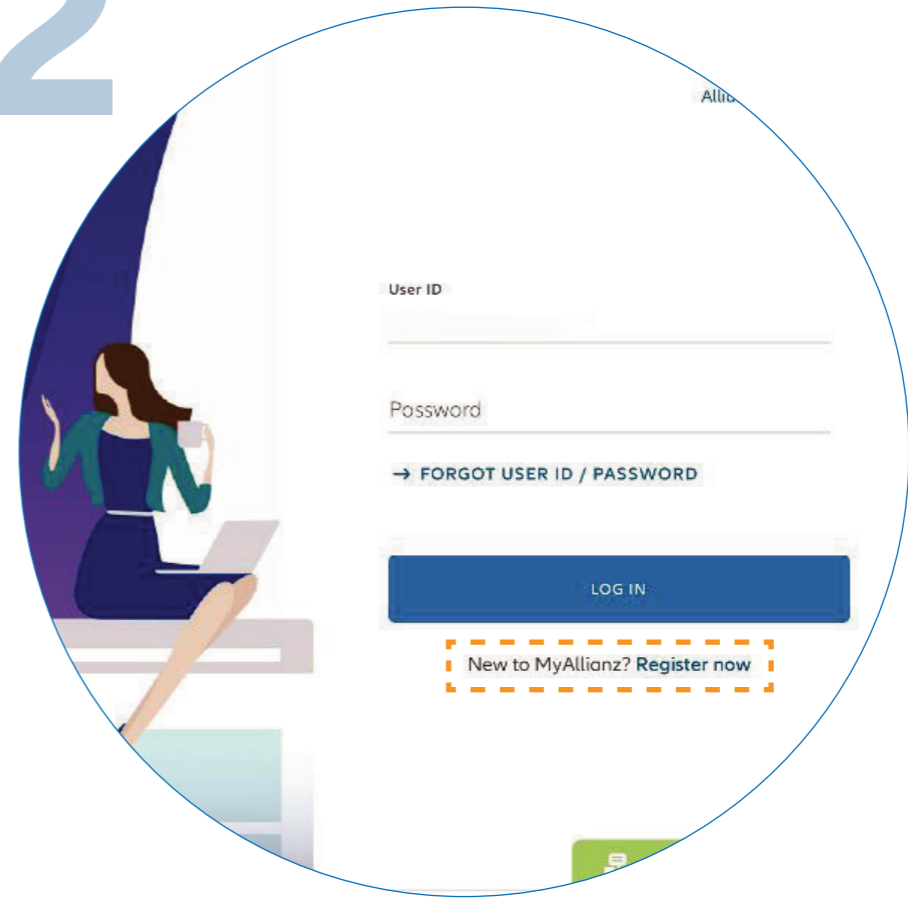 2
User ID
Password
→ FORGOT USER ID / PASSWORD
LOG IN
New to MyAllianz? Register now